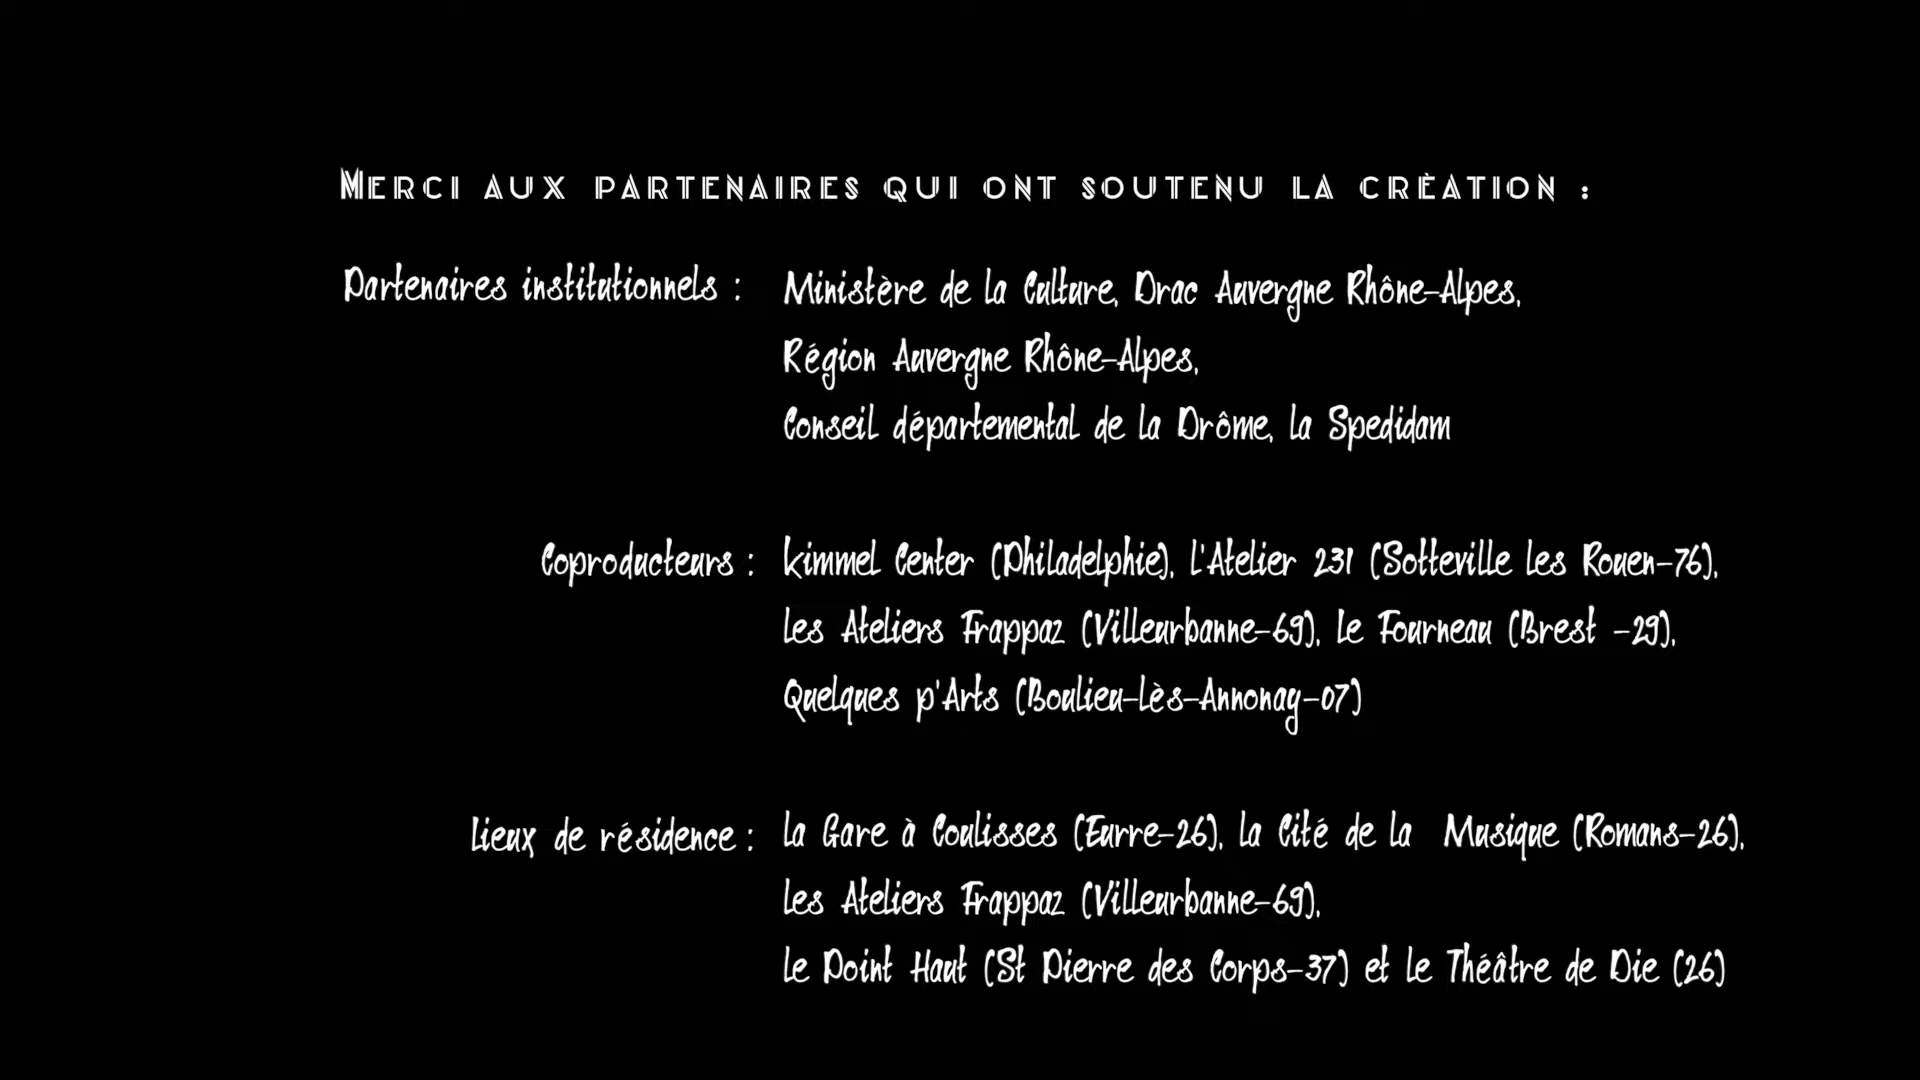 MERCI AUX PARTENAIRES QUI ONT SOUTENU LA CRÈATION :
Partenaires institutionnels : Ministère de la Culture, Drac Auvergne Rhône-Alpes,
Région Auvergne Rhône-Alpes,
Conseil départemental de la Drôme, la Spedidam
Coproducteurs : Kimmel Center (Philadelphie), l'Atelier 231 (Sotteville les Rouen-76),
les Ateliers Frappaz (Villeurbanne-69), Le Fourneau (Brest -29),
Quelques p'Arts (Boulieu-Lès-Annonay-07)
Lieux de résidence : la Gare à Coulisses (Eurre-26), la Cité de la Musique (Romans-26),
les Ateliers Frappaz (Villeurbanne-69),
Le Point Haut (St Pierre des Corps-37) et le Théâtre de Die (26)